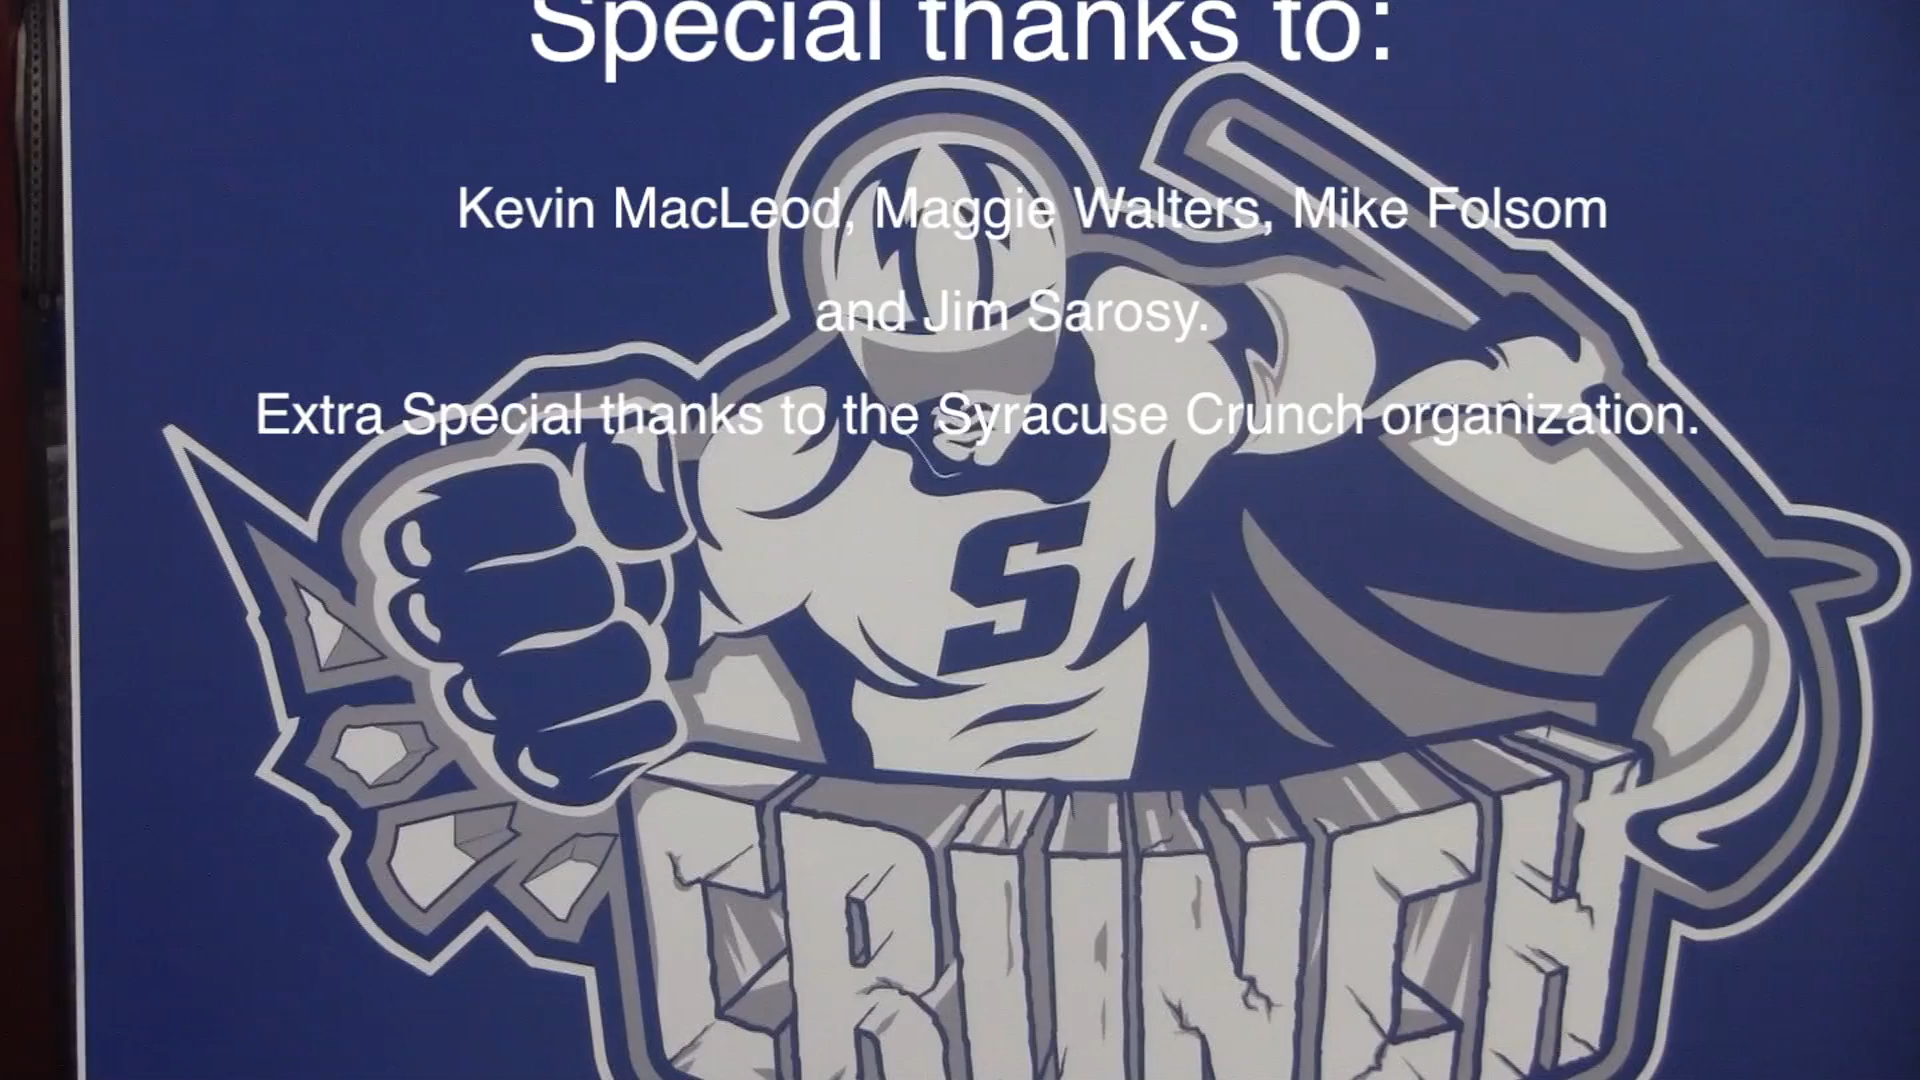 Special thanks to:
Kevin MacLeod, Maggie Walters, Mike Folsom
and Jim Sarosy.
Extra Special thanks to the Syracuse Crunch organization.
S
CRUNCH